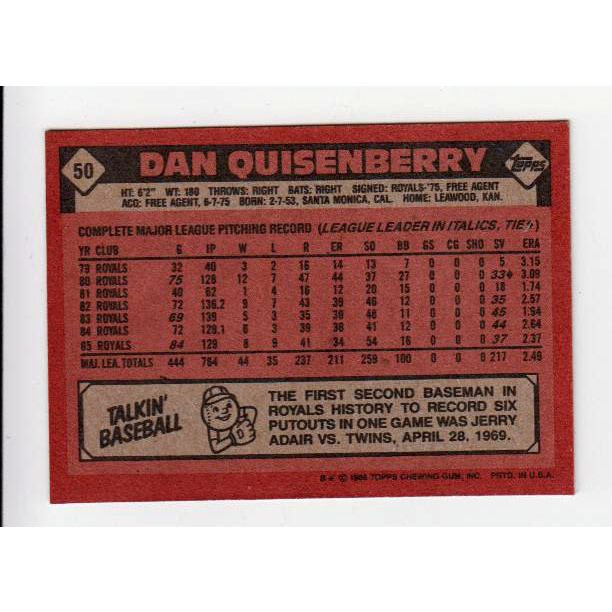 50
DAN QUISENBERRY
Topps
HT: 6'2" WT: 180 THROWS: RIGHT BATS: RIGHT SIGNED: ROYALS-'75, FREE AGENT
ACQ: FREE AGENT, 6-7-75 BORN: 2-7-53, SANTA MONICA, CAL. HOME: LEAWOOD, KAN.
COMPLETE MAJOR LEAGUE PITCHING RECORD (LEAGUE LEADER IN ITALICS, TIE♦)
YR CLUB G IP W L R ER SO BB GS CG SHO SV ERA
79 ROYALS 32 40 3 2 16 14 13 7 0 0 0 5 3.15
80 ROYALS 75 128 12 7 47 44 37 27 0 0 0 33♦ 3.09
81 ROYALS 40 62 1 4 16 12 20 15 0 0 0 18 1.74
82 ROYALS 72 136.2 9 7 43 39 46 12 0 0 0 35 2.57
83 ROYALS 69 139 5 3 35 30 48 11 0 0 0 45 1.94
84 ROYALS 72 129.1 6 3 39 38 41 12 0 0 0 44 2.64
85 ROYALS 84 129 8 9 41 34 54 16 0 0 0 37 2.37
MAJ. LEA. TOTALS 444 764 44 35 237 211 259 100 0 0 0 217 2.49
TALKIN' BASEBALL
THE FIRST SECOND BASEMAN IN
ROYALS HISTORY TO RECORD SIX
PUTOUTS IN ONE GAME WAS JERRY
ADAIR VS. TWINS, APRIL 28, 1969.
© 1986 TOPPS CHEWING GUM, INC. PRTD. IN U.S.A.